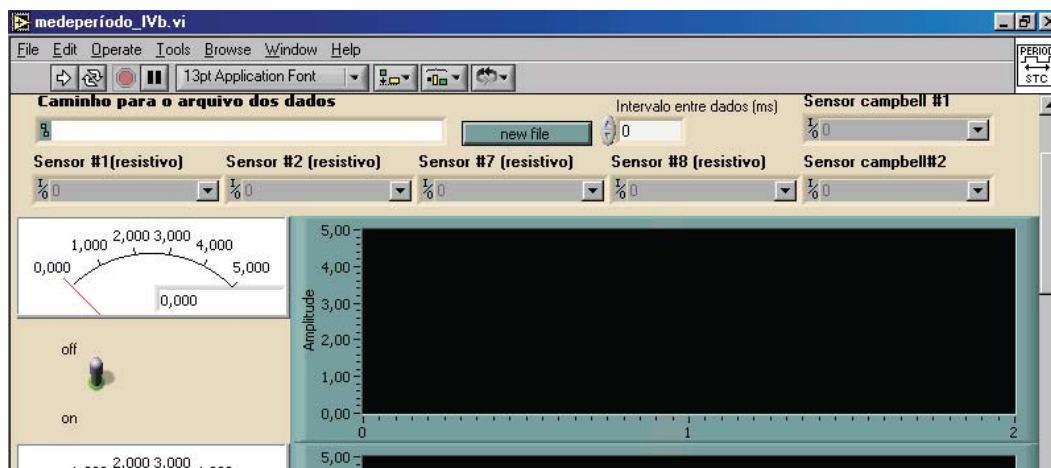 medeperíodo_IVb.vi
File Edit Operate Tools Browse Window Help
13pt Application Font
PERIOD
STC
Caminho para o arquivo dos dados
new file
Intervalo entre dados (ms)
0
Sensor campbell #1
0
Sensor #1(resistivo) Sensor #2 (resistivo) Sensor #7 (resistivo) Sensor #8 (resistivo) Sensor campbell#2
0 0 0 0 0
0,000 1,000 2,000 3,000 4,000 5,000
0,000
off
on
Amplitude
5,00
4,00
3,00
2,00
1,00
0,00
0 1 2
2,000 3,000
5,00